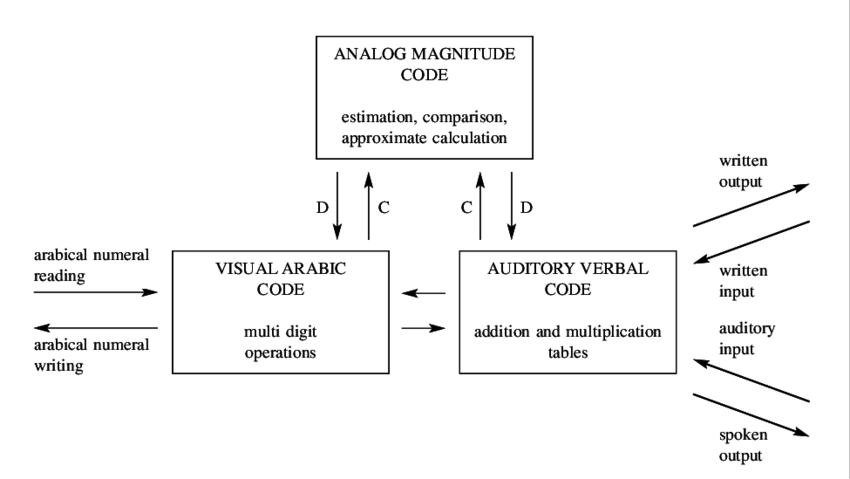 ANALOG MAGNITUDE
CODE
estimation, comparison,
approximate calculation
D
C
C
D
written
output
arabical numeral
reading
VISUAL ARABIC
CODE
multi digit
operations
AUDITORY VERBAL
CODE
addition and multiplication
tables
written
input
auditory
input
arabical numeral
writing
spoken
output